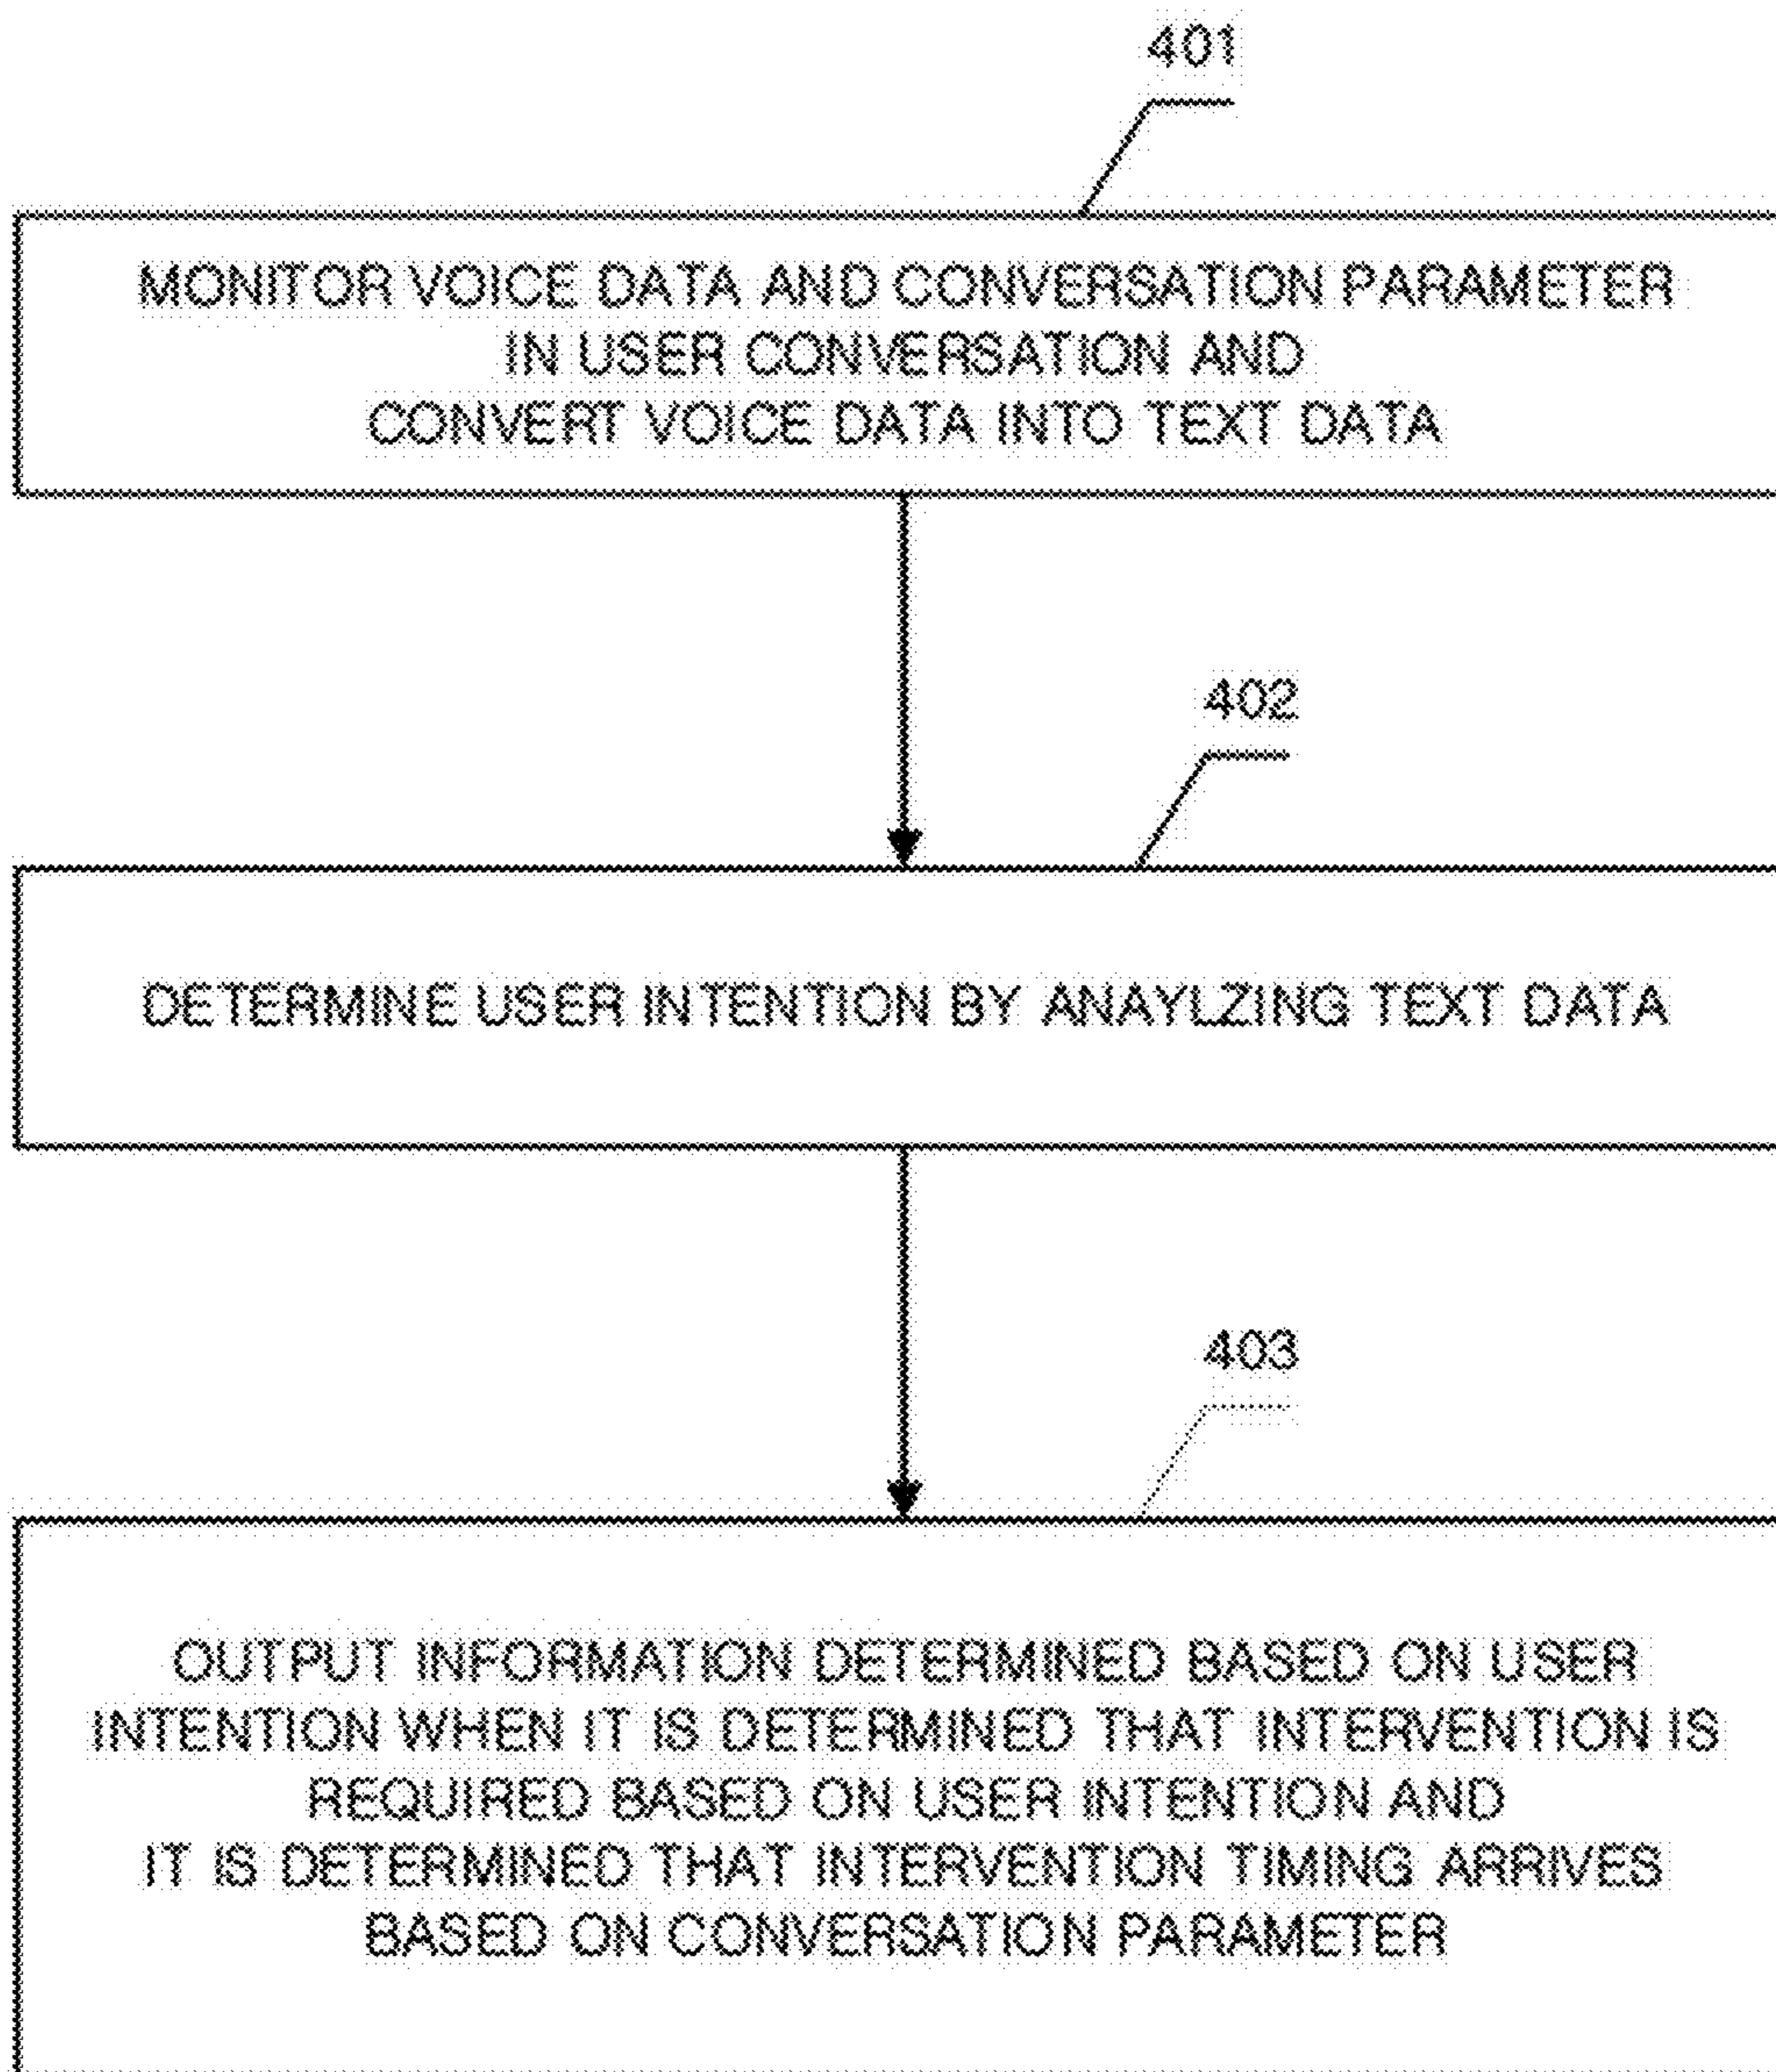 401
MONITOR VOICE DATA AND CONVERSATION PARAMETER
IN USER CONVERSATION AND
CONVERT VOICE DATA INTO TEXT DATA
402
DETERMINE USER INTENTION BY ANAYLZING TEXT DATA
403
OUTPUT INFORMATION DETERMINED BASED ON USER
INTENTION WHEN IT IS DETERMINED THAT INTERVENTION IS
REQUIRED BASED ON USER INTENTION AND
IT IS DETERMINED THAT INTERVENTION TIMING ARRIVES
BASED ON CONVERSATION PARAMETER